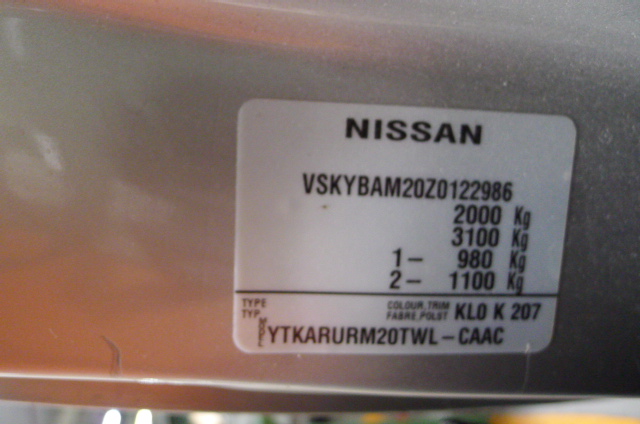 NISSAN
VSKYBAM20Z0122986
2000 Kg
3100 Kg
1- 980 Kg
2- 1100 Kg
TYPE COLOUR,TRIM
TYP. FABRE,POLST KL0 K 207
MODEL YTKARURM20TWL-CAAC